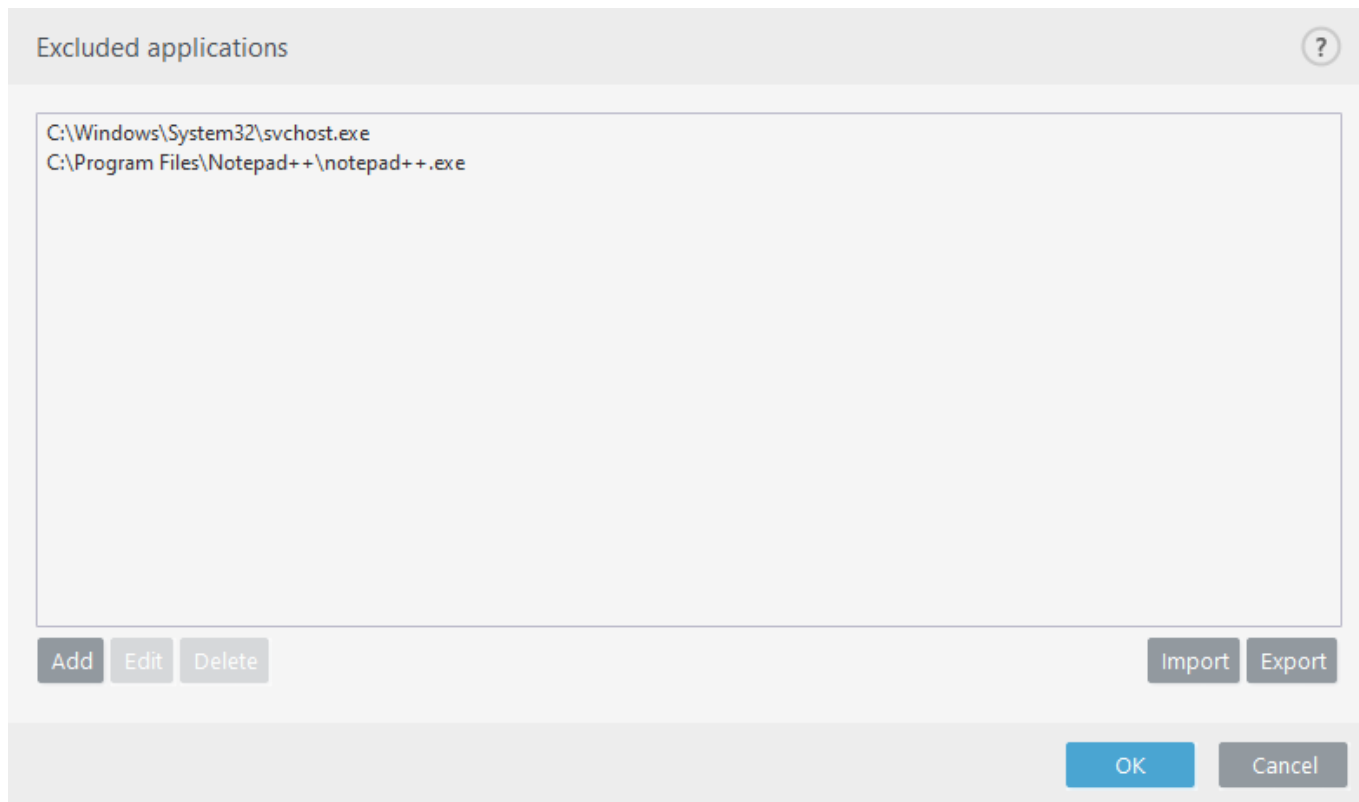 Excluded applications
?
C:\Windows\System32\svchost.exe
C:\Program Files\Notepad++\notepad++.exe
Add Edit Delete Import Export
OK Cancel